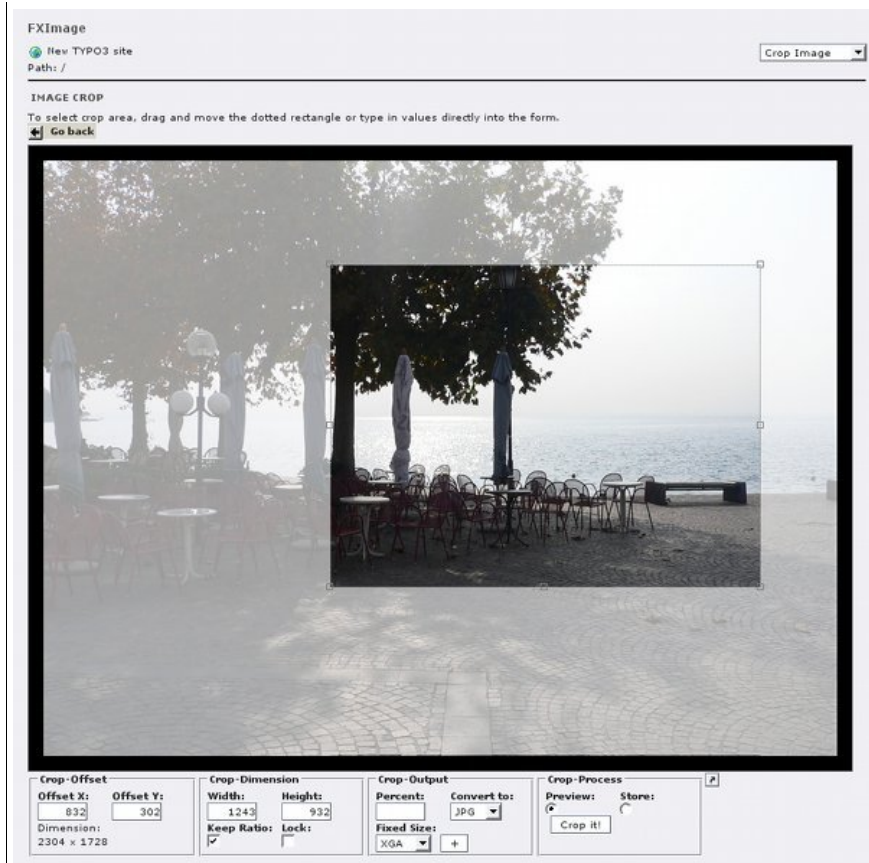 FXImage
New TYPO3 site
Path: /
Crop Image
IMAGE CROP
To select crop area, drag and move the dotted rectangle or type in values directly into the form.
Go back
Crop-Offset
Offset X: Offset Y:
832 302
Dimension:
2304 x 1728
Crop-Dimension
Width: Height:
1243 932
Keep Ratio: Lock:
Crop-Output
Percent: Convert to:
JPG
Fixed Size:
XGA +
Crop-Process
Preview: Store:
Crop it!